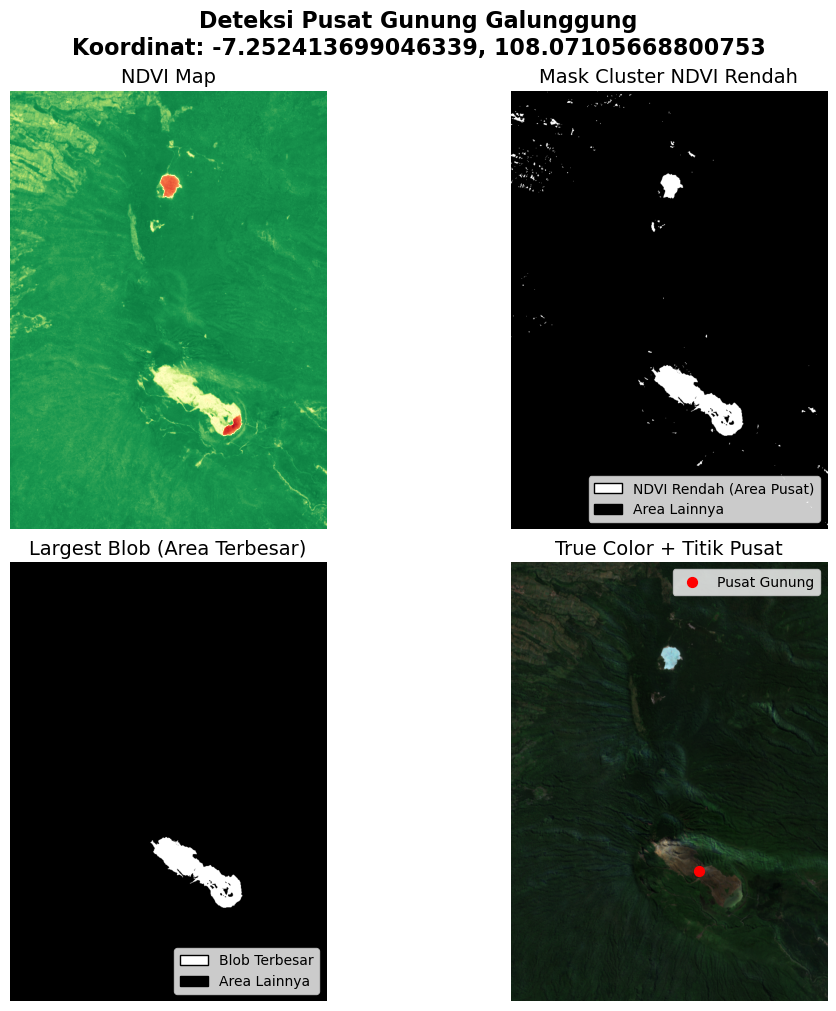 Deteksi Pusat Gunung Galunggung
Koordinat: -7.252413699046339, 108.07105668800753
NDVI Map
Mask Cluster NDVI Rendah
NDVI Rendah (Area Pusat)
Area Lainnya
Largest Blob (Area Terbesar)
True Color + Titik Pusat
Blob Terbesar
Area Lainnya
Pusat Gunung